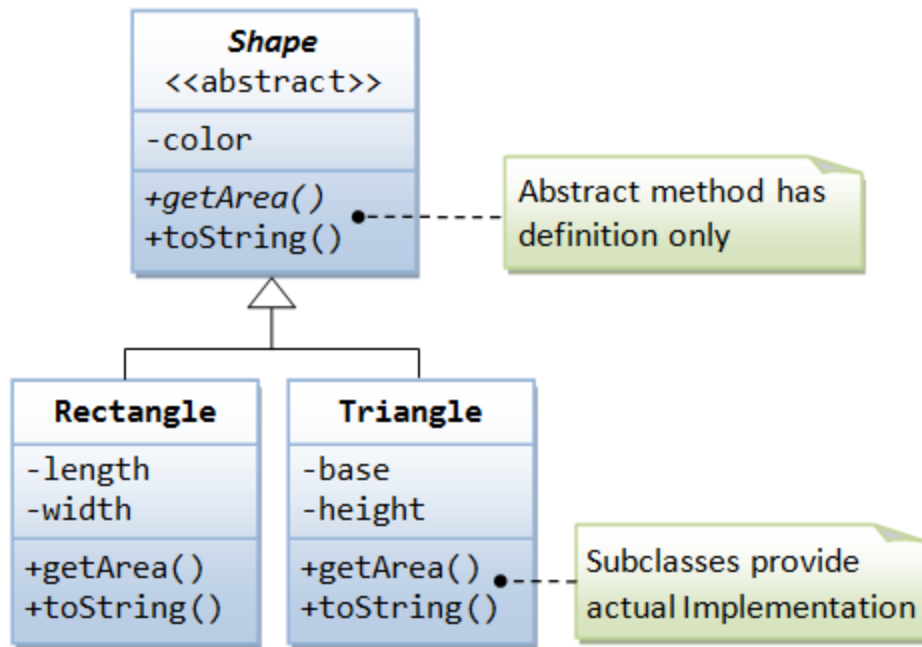 Shape
<<abstract>>
-color
+getArea()
+toString()
Abstract method has
definition only
Rectangle
-length
-width
+getArea()
+toString()
Triangle
-base
-height
+getArea()
+toString()
Subclasses provide
actual Implementation